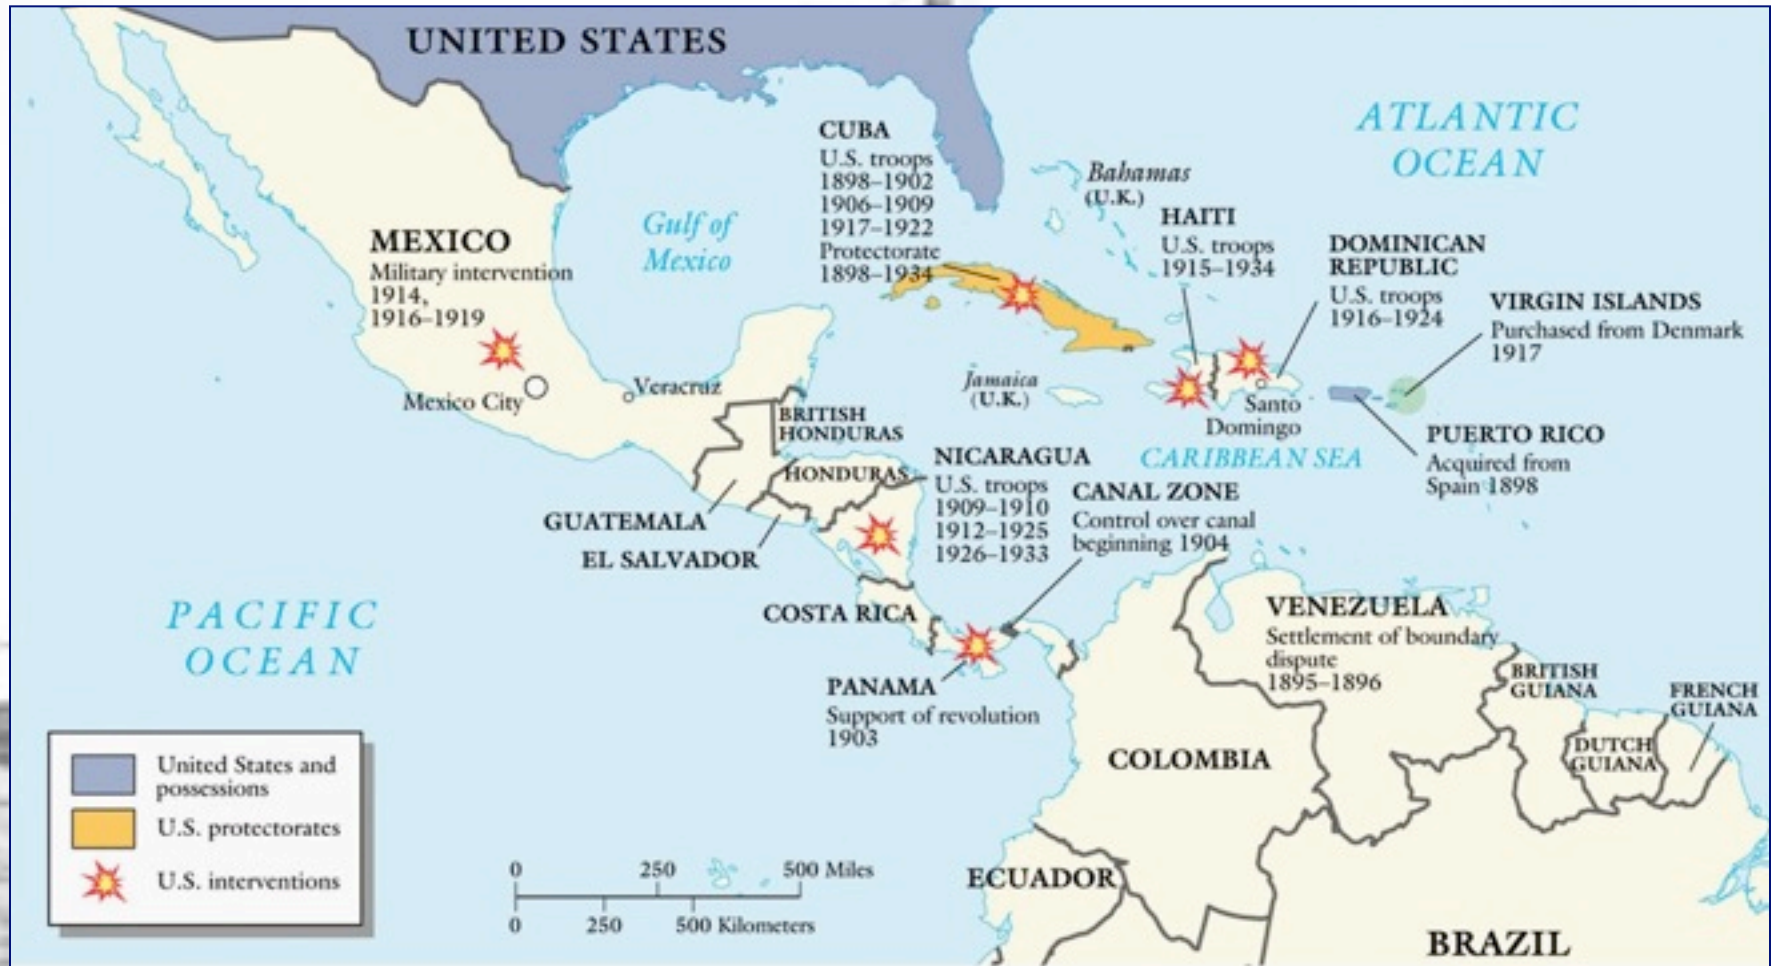 UNITED STATES
ATLANTIC
OCEAN
CUBA
U.S. troops
1898–1902
1906–1909
1917–1922
Protectorate
1898–1934
Bahamas
(U.K.)
Gulf of
Mexico
HAITI
U.S. troops
1915–1934
DOMINICAN
REPUBLIC
U.S. troops
1916–1924
MEXICO
Military intervention
1914,
1916–1919
VIRGIN ISLANDS
Purchased from Denmark
1917
Mexico City
Veracruz
Jamaica
(U.K.)
Santo
Domingo
BRITISH
HONDURAS
PUERTO RICO
Acquired from
Spain 1898
CARIBBEAN SEA
HONDURAS
NICARAGUA
U.S. troops
1909–1910
1912–1925
1926–1933
CANAL ZONE
Control over canal
beginning 1904
GUATEMALA
EL SALVADOR
PACIFIC
OCEAN
COSTA RICA
VENEZUELA
Settlement of boundary
dispute
1895–1896
PANAMA
Support of revolution
1903
BRITISH
GUIANA
FRENCH
GUIANA
DUTCH
GUIANA
COLOMBIA
United States and
possessions
U.S. protectorates
U.S. interventions
0 250 500 Miles
0 250 500 Kilometers
ECUADOR
BRAZIL